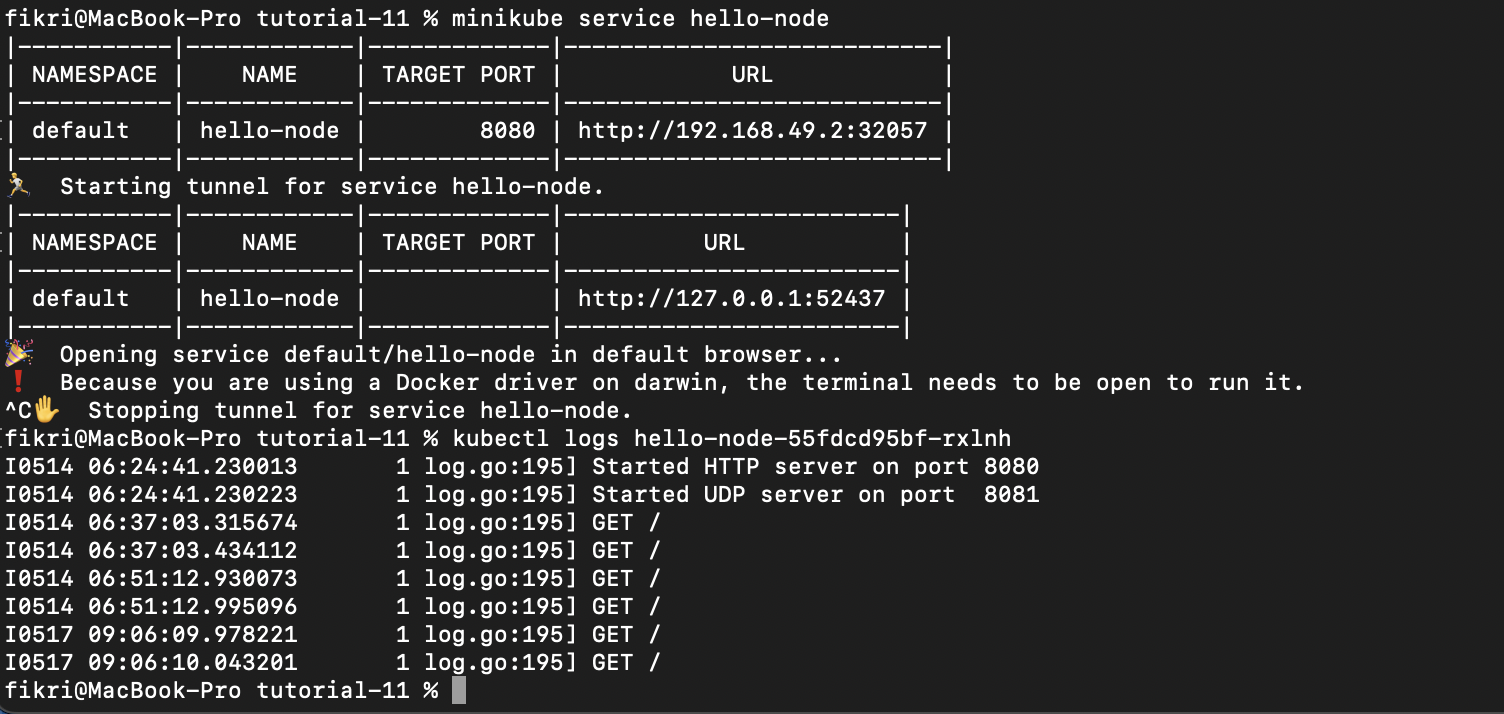 fikri@MacBook-Pro tutorial-11 % minikube service hello-node
|-----------|------------|-------------|---------------------------|
| NAMESPACE |    NAME    | TARGET PORT |            URL            |
|-----------|------------|-------------|---------------------------|
| default   | hello-node |        8080 | http://192.168.49.2:32057 |
|-----------|------------|-------------|---------------------------|
🏃  Starting tunnel for service hello-node.
|-----------|------------|-------------|------------------------|
| NAMESPACE |    NAME    | TARGET PORT |          URL           |
|-----------|------------|-------------|------------------------|
| default   | hello-node |             | http://127.0.0.1:52437 |
|-----------|------------|-------------|------------------------|
🎉  Opening service default/hello-node in default browser...
❗  Because you are using a Docker driver on darwin, the terminal needs to be open to run it.
^C✋  Stopping tunnel for service hello-node.
fikri@MacBook-Pro tutorial-11 % kubectl logs hello-node-55fdcd95bf-rxlnh
I0514 06:24:41.230013       1 log.go:195] Started HTTP server on port 8080
I0514 06:24:41.230223       1 log.go:195] Started UDP server on port  8081
I0514 06:37:03.315674       1 log.go:195] GET /
I0514 06:37:03.434112       1 log.go:195] GET /
I0514 06:51:12.930073       1 log.go:195] GET /
I0514 06:51:12.995096       1 log.go:195] GET /
I0517 09:06:09.978221       1 log.go:195] GET /
I0517 09:06:10.043201       1 log.go:195] GET /
fikri@MacBook-Pro tutorial-11 %